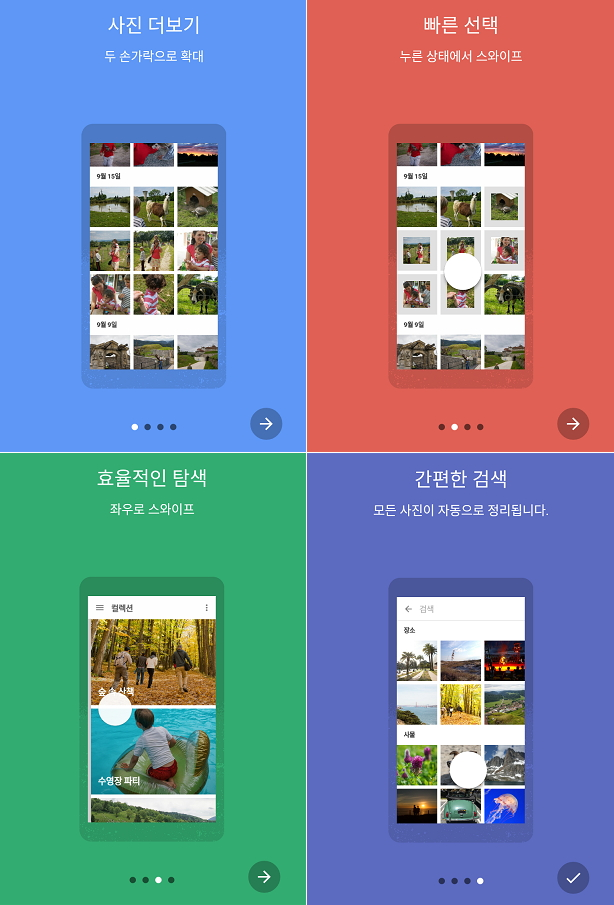 사진 더보기
두 손가락으로 확대
9월 15일
9월 9일
빠른 선택
누른 상태에서 스와이프
9월 15일
9월 9일
효율적인 탐색
좌우로 스와이프
컬렉션
숲 속 산책
수영장 파티
간편한 검색
모든 사진이 자동으로 정리됩니다.
검색
장소
사물